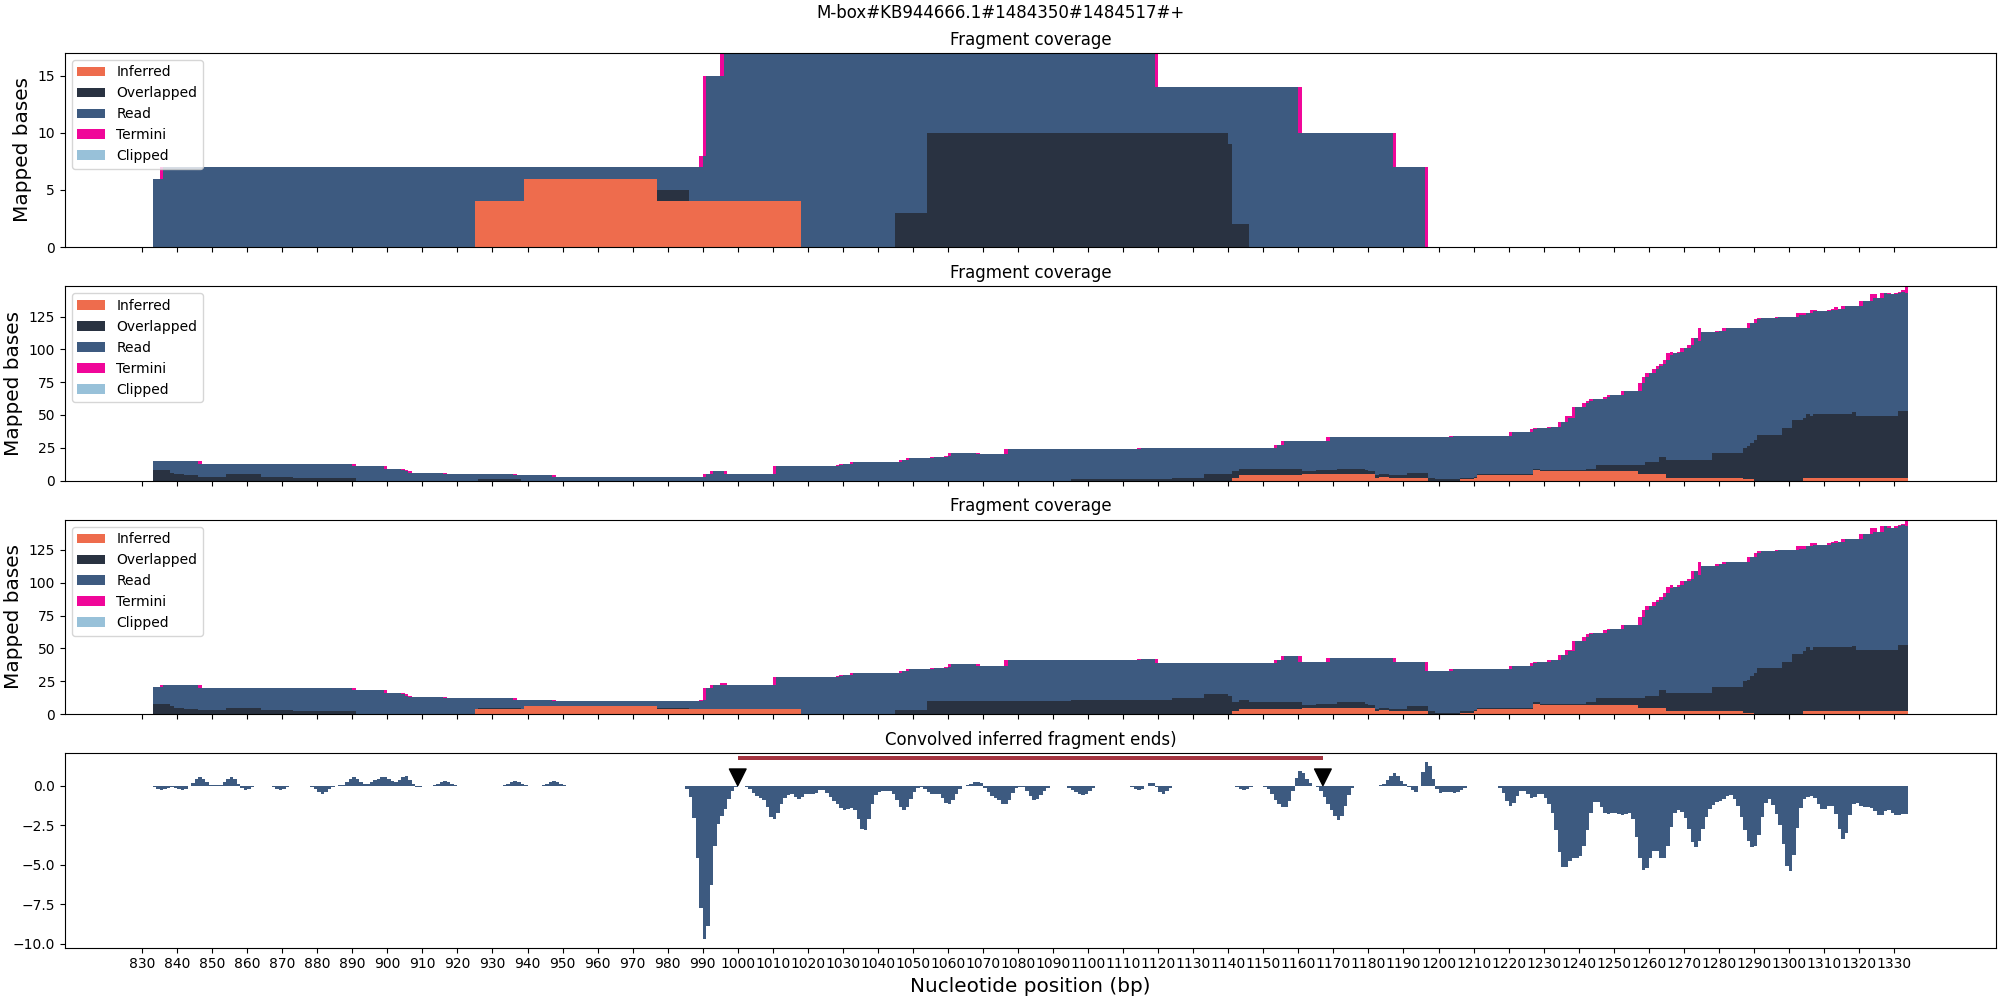 M-box#KB944666.1#1484350#1484517#+
Fragment coverage
Mapped bases
15
10
5
0
Inferred
Overlapped
Read
Termini
Clipped
Fragment coverage
Mapped bases
125
100
75
50
25
0
Inferred
Overlapped
Read
Termini
Clipped
Fragment coverage
Mapped bases
125
100
75
50
25
0
Inferred
Overlapped
Read
Termini
Clipped
Convolved inferred fragment ends)
0.0
−2.5
−5.0
−7.5
−10.0
830 840 850 860 870 880 890 900 910 920 930 940 950 960 970 980 990 1000 1010 1020 1030 1040 1050 1060 1070 1080 1090 1100 1110 1120 1130 1140 1150 1160 1170 1180 1190 1200 1210 1220 1230 1240 1250 1260 1270 1280 1290 1300 1310 1320 1330
Nucleotide position (bp)